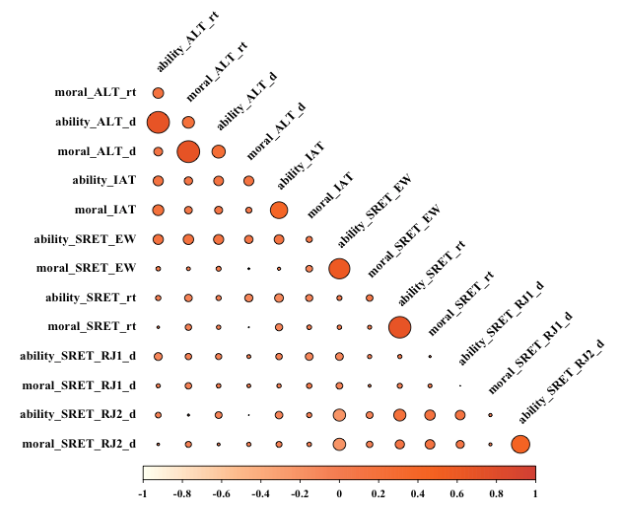 ability_ALT_rt
moral_ALT_rt
ability_ALT_d
moral_ALT_d
ability_IAT
moral_IAT
ability_SRET_EW
moral_SRET_EW
ability_SRET_rt
moral_SRET_rt
ability_SRET_RJ1_d
moral_SRET_RJ1_d
ability_SRET_RJ2_d
moral_ALT_rt
ability_ALT_d
moral_ALT_d
ability_IAT
moral_IAT
ability_SRET_EW
moral_SRET_EW
ability_SRET_rt
moral_SRET_rt
ability_SRET_RJ1_d
moral_SRET_RJ1_d
ability_SRET_RJ2_d
moral_SRET_RJ2_d
-1 -0.8 -0.6 -0.4 -0.2 0 0.2 0.4 0.6 0.8 1